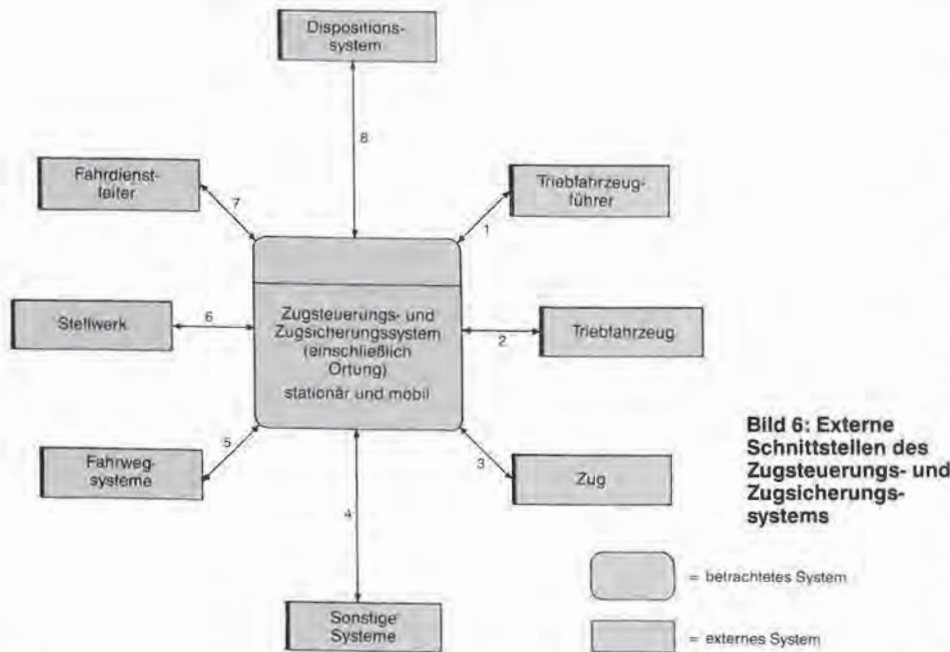 Dispositions-
system
8
Fahrdienst-
leiter
7
Triebfahrzeug-
führer
1
Zugsteuerungs- und
Zugsicherungssystem
(einschließlich
Ortung)
stationär und mobil
Stellwerk
6
2
Triebfahrzeug
Fahrweg-
systeme
5
3
Zug
4
Sonstige
Systeme
Bild 6: Externe
Schnittstellen des
Zugsteuerungs- und
Zugsicherungs-
systems
= betrachtetes System
= externes System